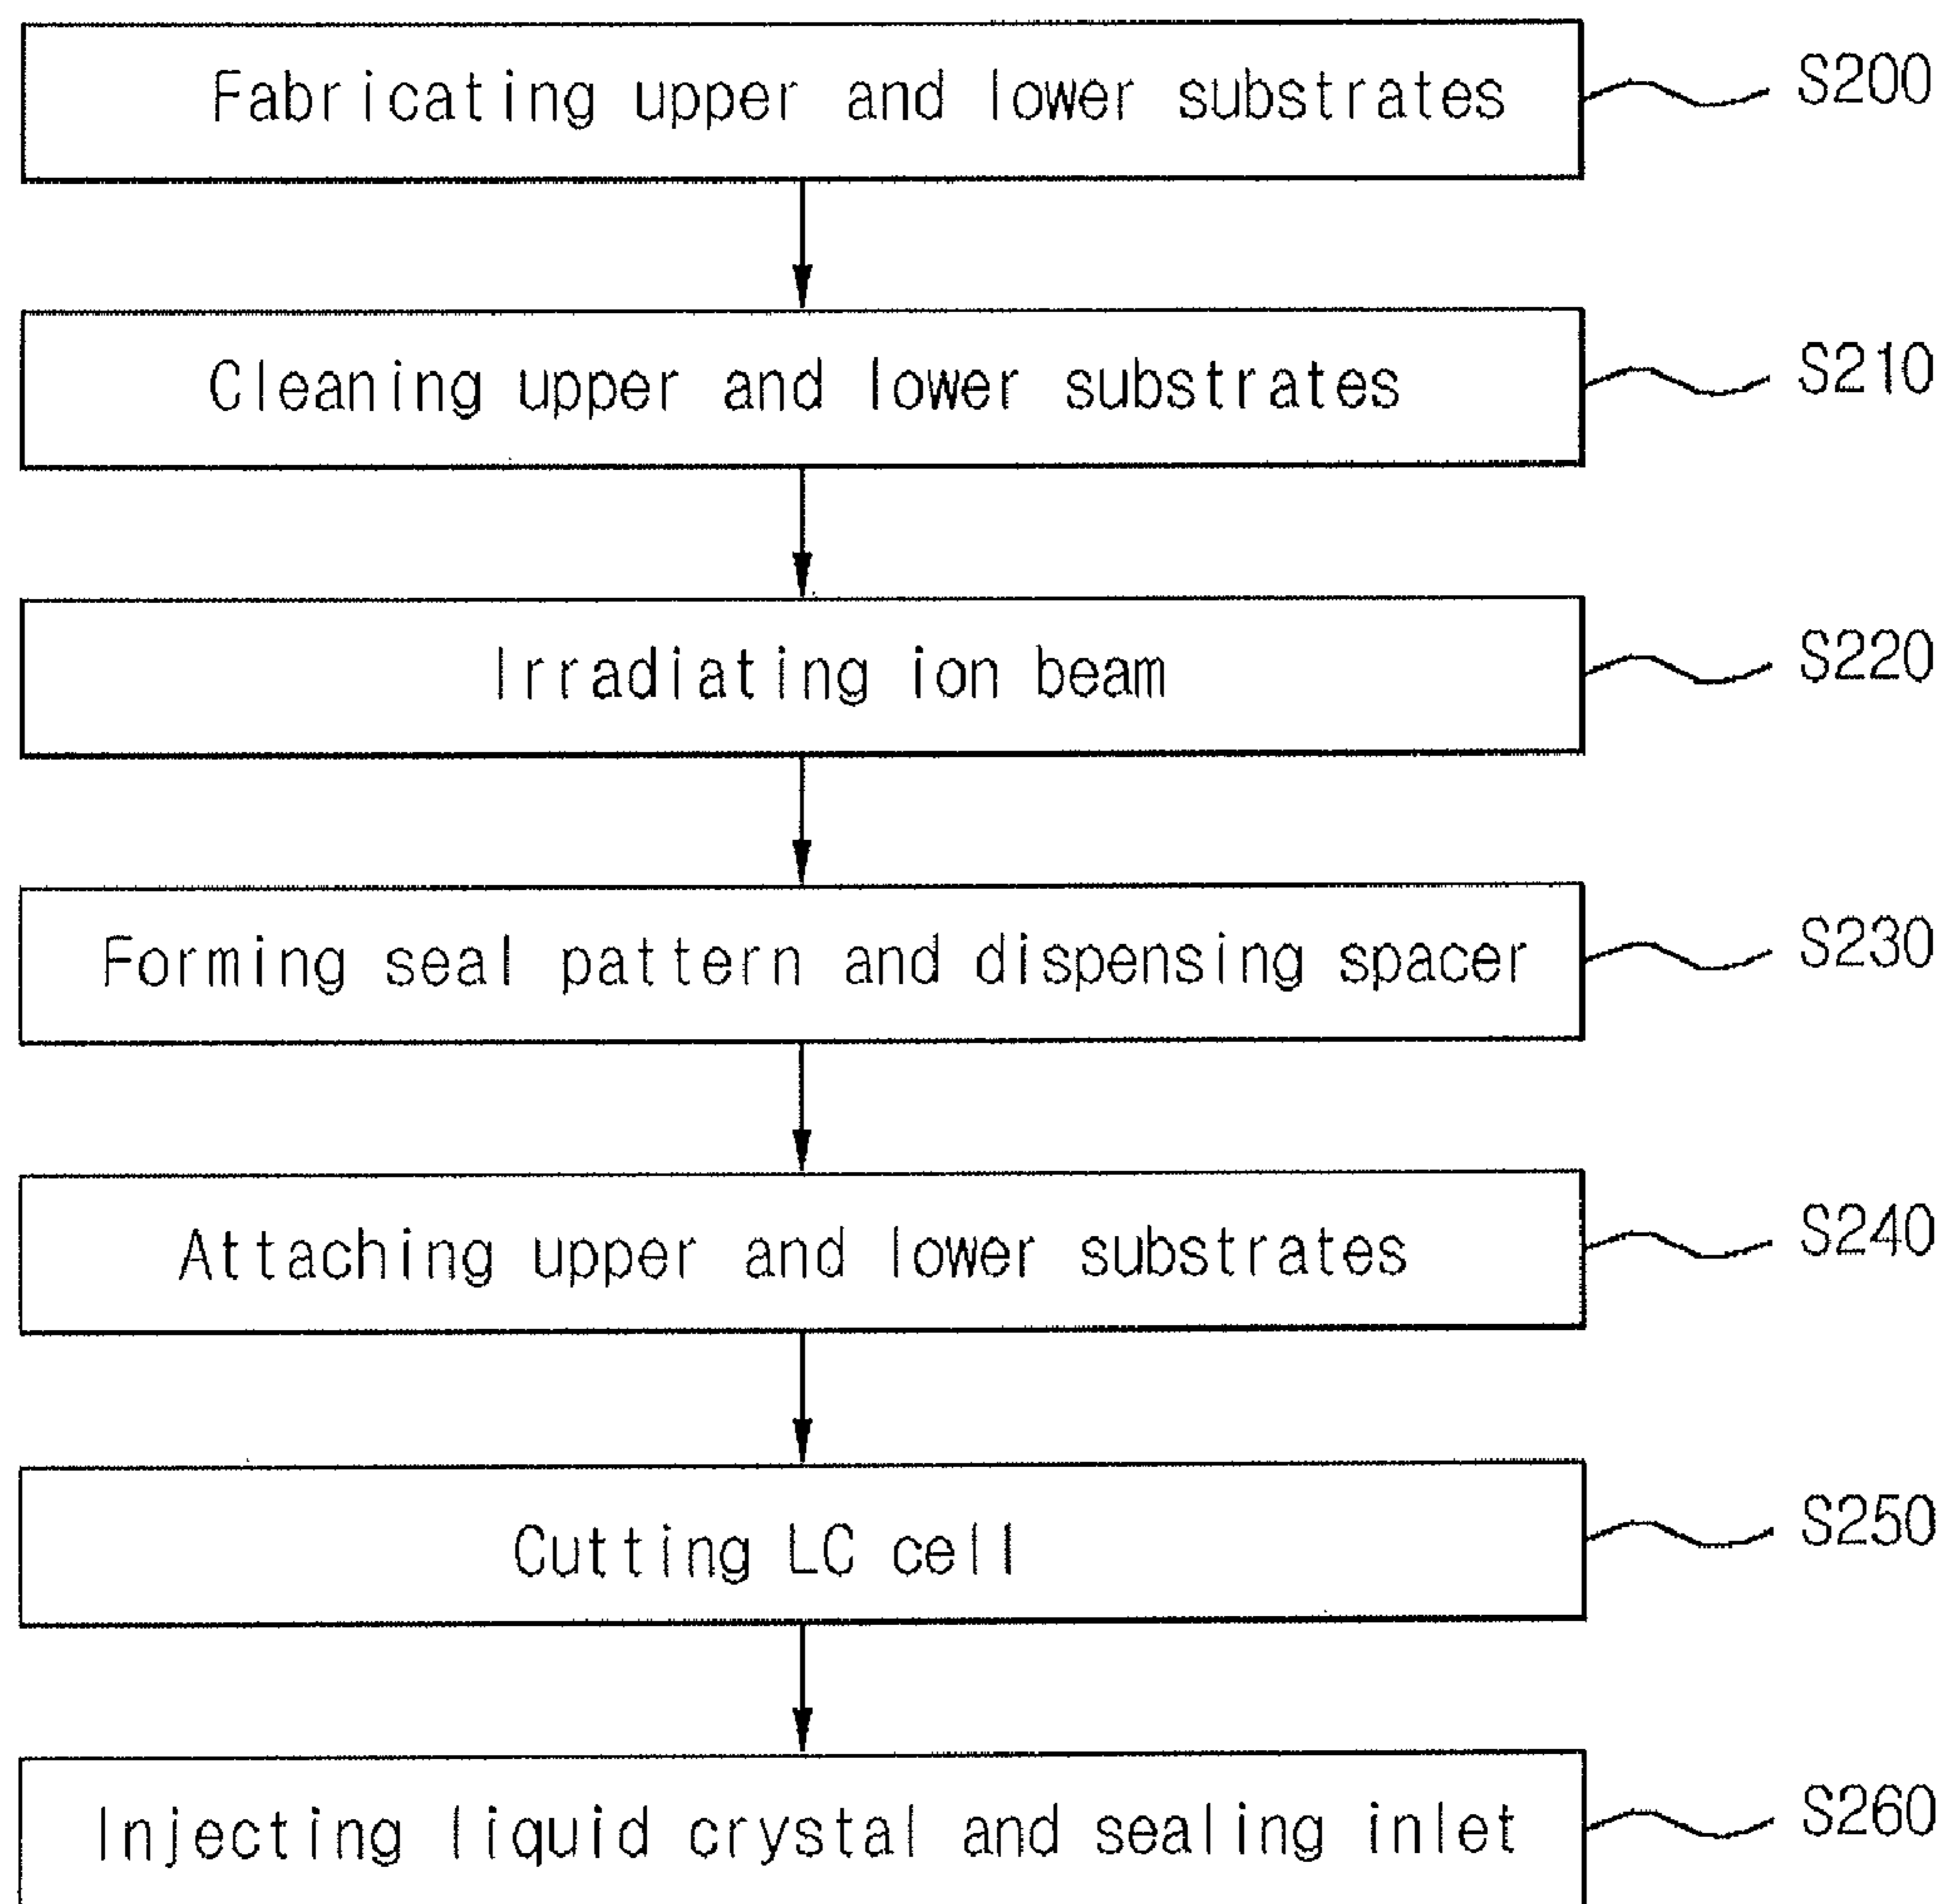 Fabricating upper and lower substrates S200
Cleaning upper and lower substrates S210
Irradiating ion beam S220
Forming seal pattern and dispensing spacer S230
Attaching upper and lower substrates S240
Cutting LC cell S250
Injecting liquid crystal and sealing inlet S260